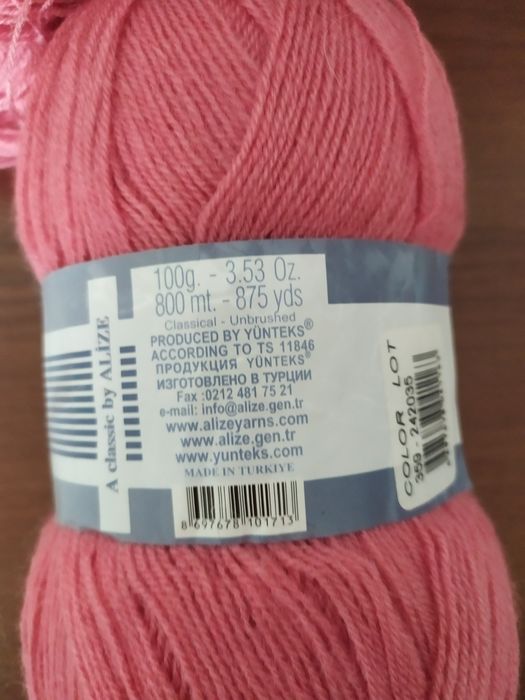 100g. - 3.53 Oz.
800 mt. - 875 yds
Classical - Unbrushed
PRODUCED BY YÜNTEKS®
ACCORDING TO TS 11846
ПРОДУКЦИЯ YÜNTEKS®
ИЗГОТОВЛЕНО В ТУРЦИИ
Fax :0212 481 75 21
e-mail: info@alize.gen.tr
www.alizeyarns.com
www.alize.gen.tr
www.yunteks.com
MADE IN TURKIYE
8 697678 101713
A classic by ALİZE
COLOR LOT
359 - 242035